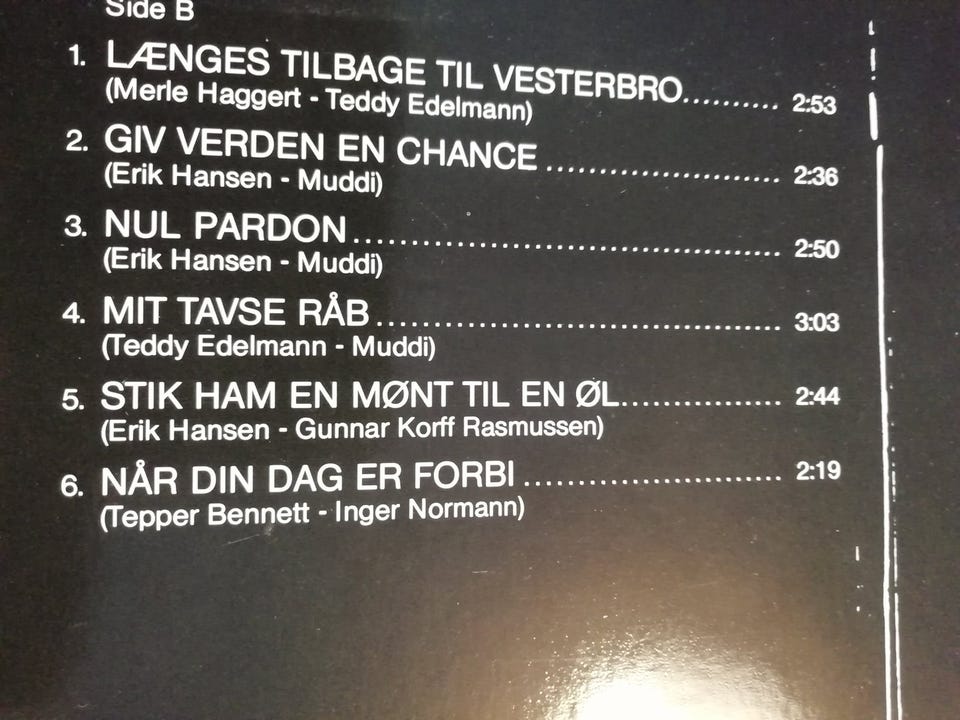 Side B
1. LÆNGES TILBAGE TIL VESTERBRO.......... 2:53
(Merle Haggert - Teddy Edelmann)
2. GIV VERDEN EN CHANCE........................ 2:36
(Erik Hansen - Muddi)
3. NUL PARDON........................................ 2:50
(Erik Hansen - Muddi)
4. MIT TAVSE RÅB..................................... 3:03
(Teddy Edelmann - Muddi)
5. STIK HAM EN MØNT TIL EN ØL................ 2:44
(Erik Hansen - Gunnar Korff Rasmussen)
6. NÅR DIN DAG ER FORBI.......................... 2:19
(Tepper Bennett - Inger Normann)